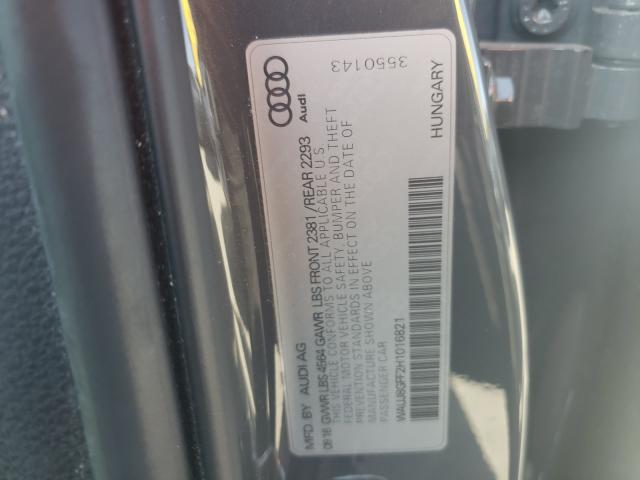 Audi
3550143
MFD BY AUDI AG
06 16 GVWR LBS 4564 GAWR LBS FRONT 2381 /REAR 2293
THIS VEHICLE CONFORMS TO ALL APPLICABLE U.S.
FEDERAL MOTOR VEHICLE SAFETY, BUMPER AND THEFT
PREVENTION STANDARDS IN EFFECT ON THE DATE OF
MANUFACTURE SHOWN ABOVE
PASSENGER CAR
WAUJ8GFF2H1016821
HUNGARY